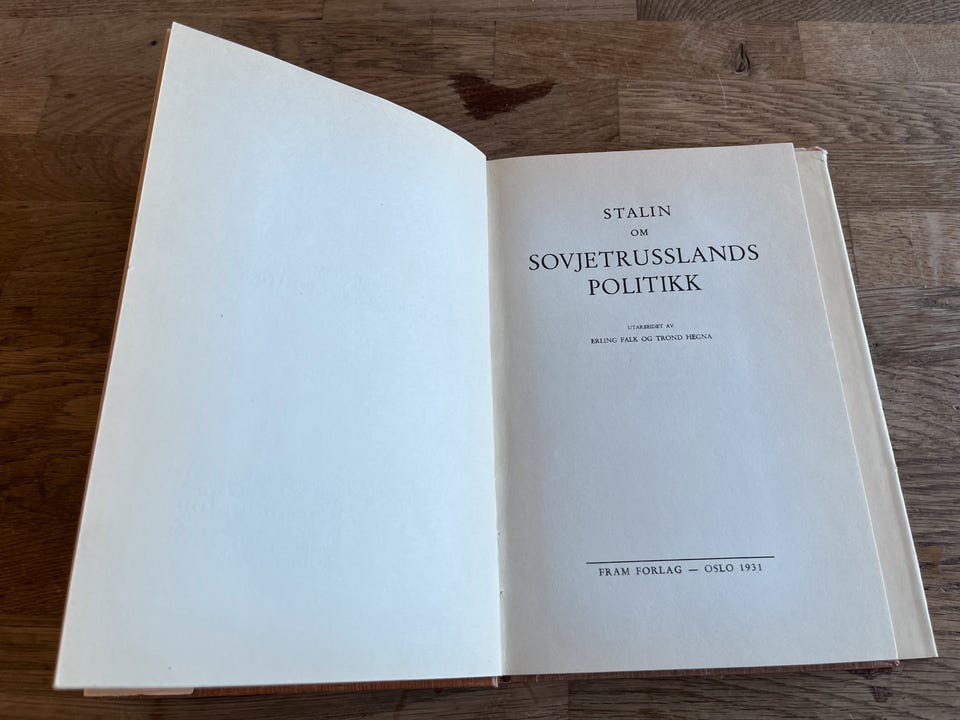 STALIN
OM
SOVJETRUSSLANDS
POLITIKK
UTARBEIDET AV
ERLING FALK OG TROND HEGNA
FRAM FORLAG — OSLO 1931